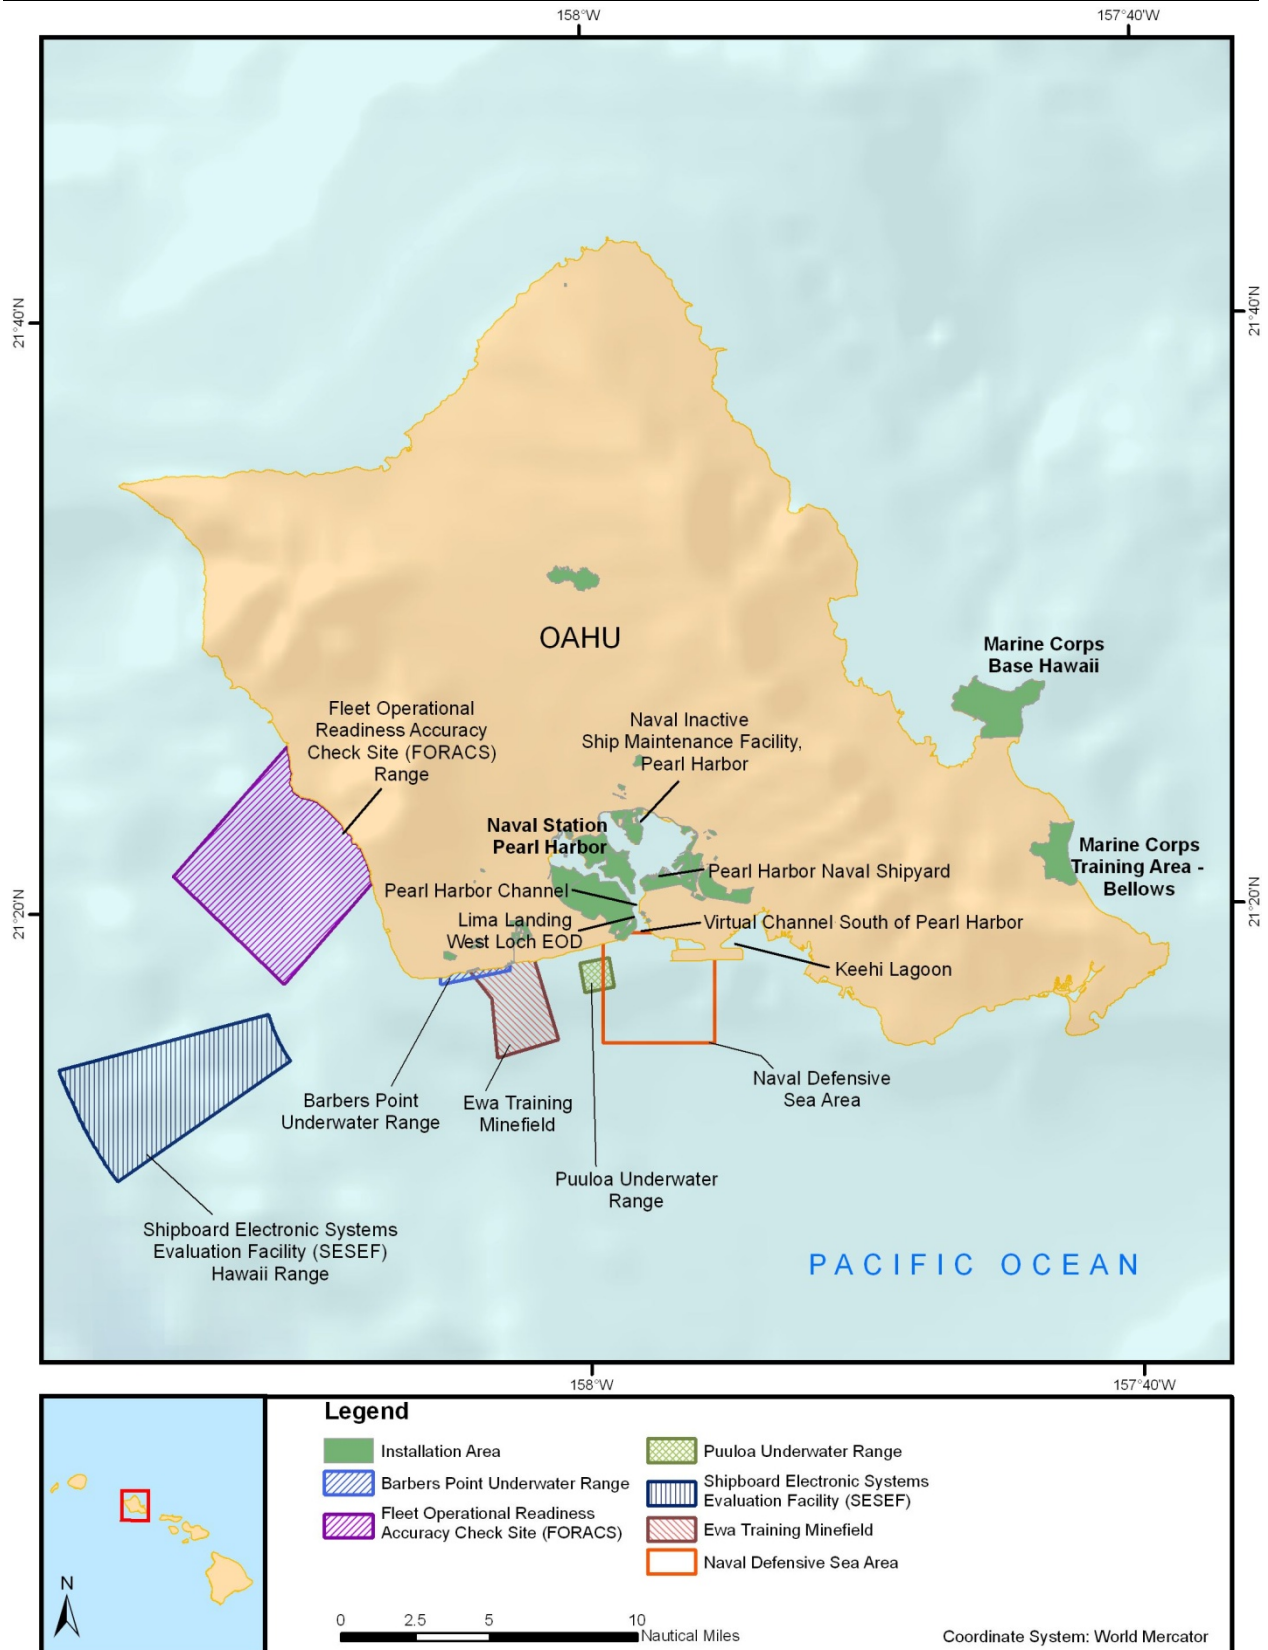 158°W
157°40'W
21°40'N
21°40'N
OAHU
Marine Corps
Base Hawaii
Fleet Operational
Readiness Accuracy
Check Site (FORACS)
Range
Naval Inactive
Ship Maintenance Facility,
Pearl Harbor
Naval Station
Pearl Harbor
Marine Corps
Training Area -
Bellows
Pearl Harbor Naval Shipyard
Pearl Harbor Channel
21°20'N
21°20'N
Lima Landing
West Loch EOD
Virtual Channel South of Pearl Harbor
Keehi Lagoon
Naval Defensive
Sea Area
Barbers Point
Underwater Range
Ewa Training
Minefield
Puuloa Underwater
Range
Shipboard Electronic Systems
Evaluation Facility (SESEF)
Hawaii Range
PACIFIC OCEAN
158°W
157°40'W
Legend
Installation Area
Barbers Point Underwater Range
Fleet Operational Readiness
Accuracy Check Site (FORACS)
Puuloa Underwater Range
Shipboard Electronic Systems
Evaluation Facility (SESEF)
Ewa Training Minefield
Naval Defensive Sea Area
N
0 2.5 5 10
Nautical Miles
Coordinate System: World Mercator